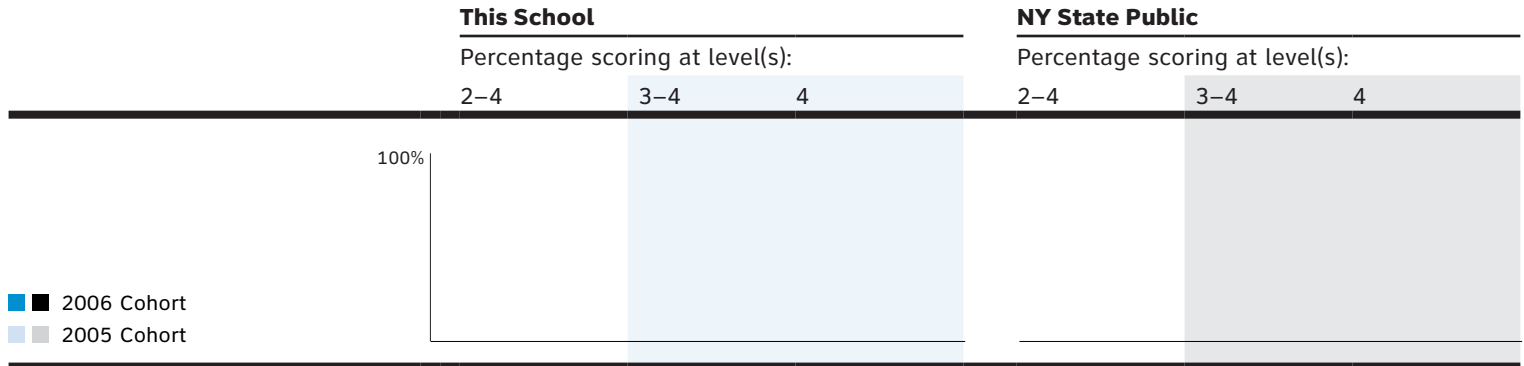 This School
NY State Public
Percentage scoring at level(s):
Percentage scoring at level(s):
2–4 3–4 4
2–4 3–4 4
100%
2006 Cohort
2005 Cohort